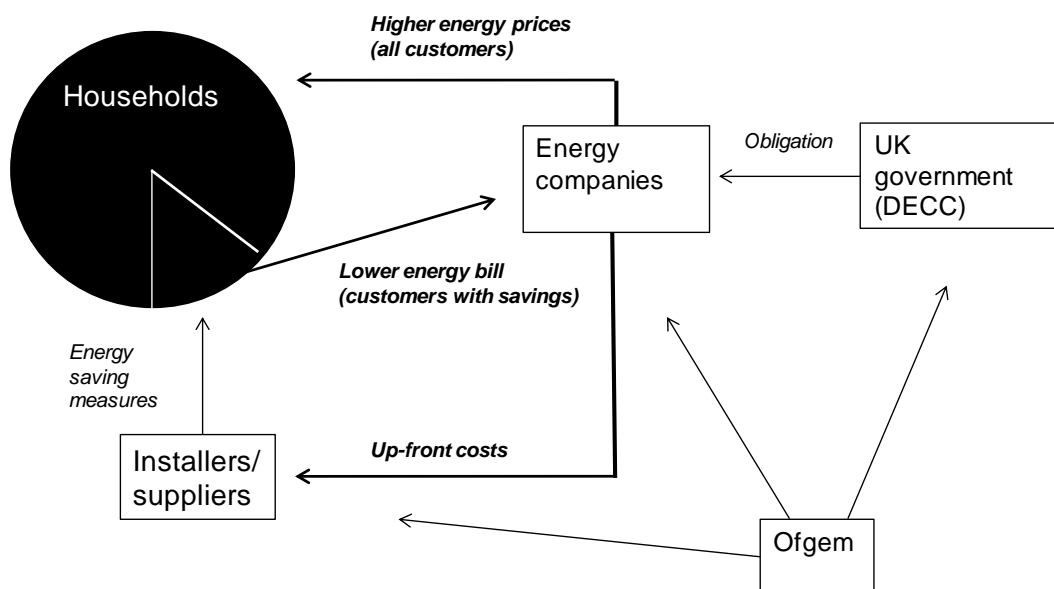 Higher energy prices
(all customers)
Households
Energy
companies
Obligation
UK
government
(DECC)
Lower energy bill
(customers with savings)
Energy
saving
measures
Installers/
suppliers
Up-front costs
Ofgem